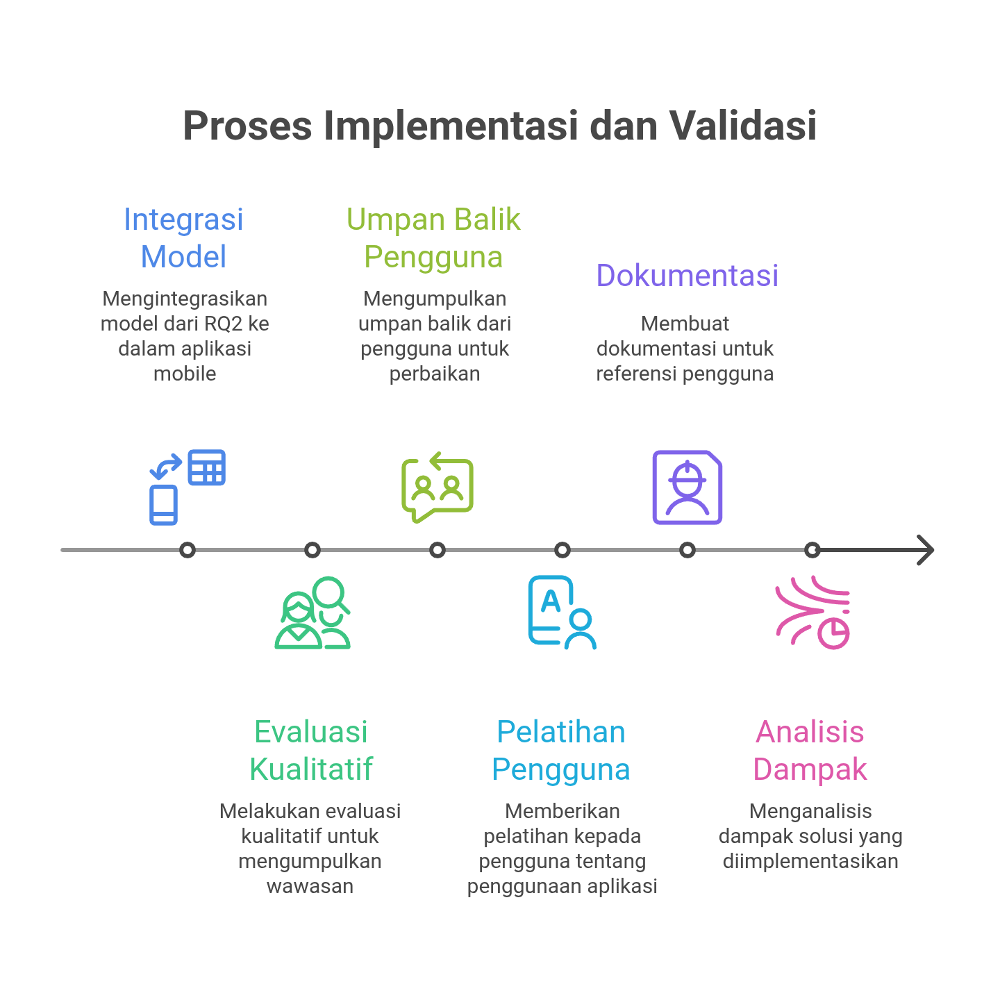 Proses Implementasi dan Validasi
Integrasi
Model
Mengintegrasikan
model dari RQ2 ke
dalam aplikasi
mobile
Umpan Balik
Pengguna
Mengumpulkan
umpan balik dari
pengguna untuk
perbaikan
Dokumentasi
Membuat
dokumentasi untuk
referensi pengguna
A
Evaluasi
Kualitatif
Melakukan evaluasi
kualitatif untuk
mengumpulkan
wawasan
Pelatihan
Pengguna
Memberikan
pelatihan kepada
pengguna tentang
penggunaan aplikasi
Analisis
Dampak
Menganalisis
dampak solusi yang
diimplementasikan